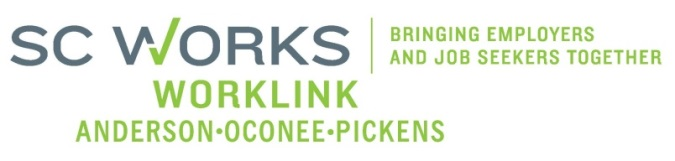 SC WORKS
BRINGING EMPLOYERS
AND JOB SEEKERS TOGETHER
WORKLINK
ANDERSON•OCONEE•PICKENS